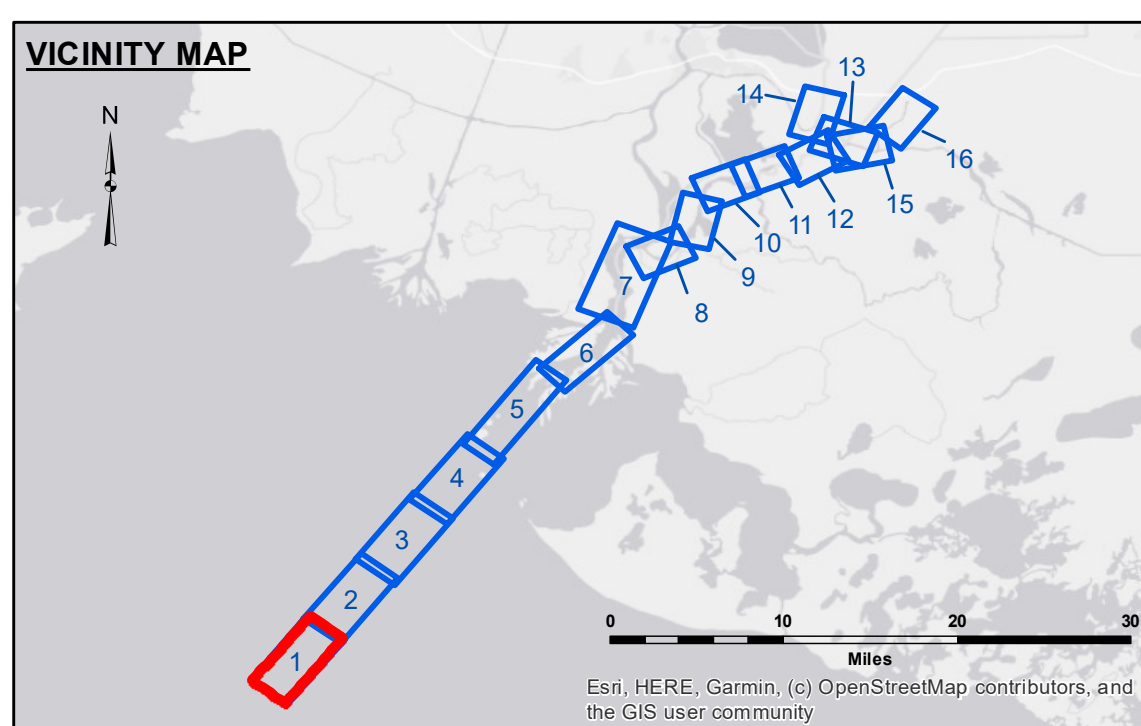 VICINITY MAP
N
13
14
16
15
12
11
10
9
8
7
6
5
4
3
2
1
0 10 20 30
Miles
Esri, HERE, Garmin, (c) OpenStreetMap contributors, and
the GIS user community